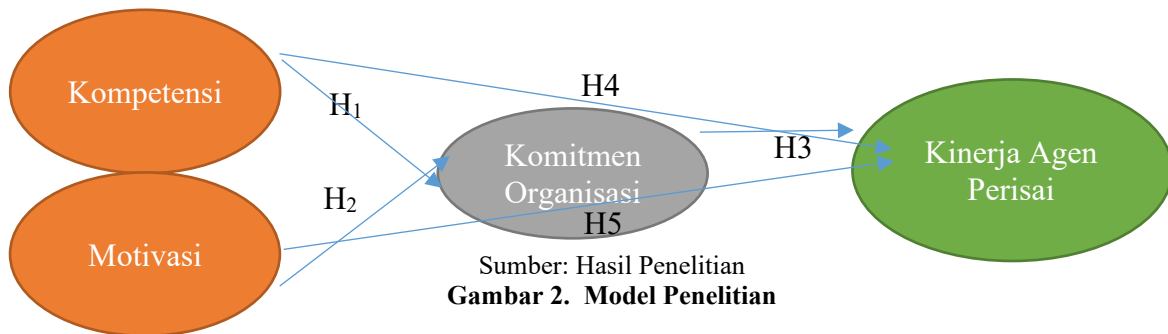 Kompetensi
H4
H₁
H3
Komitmen
Organisasi
Kinerja Agen
Perisai
H₂
H5
Motivasi
Sumber: Hasil Penelitian
Gambar 2. Model Penelitian